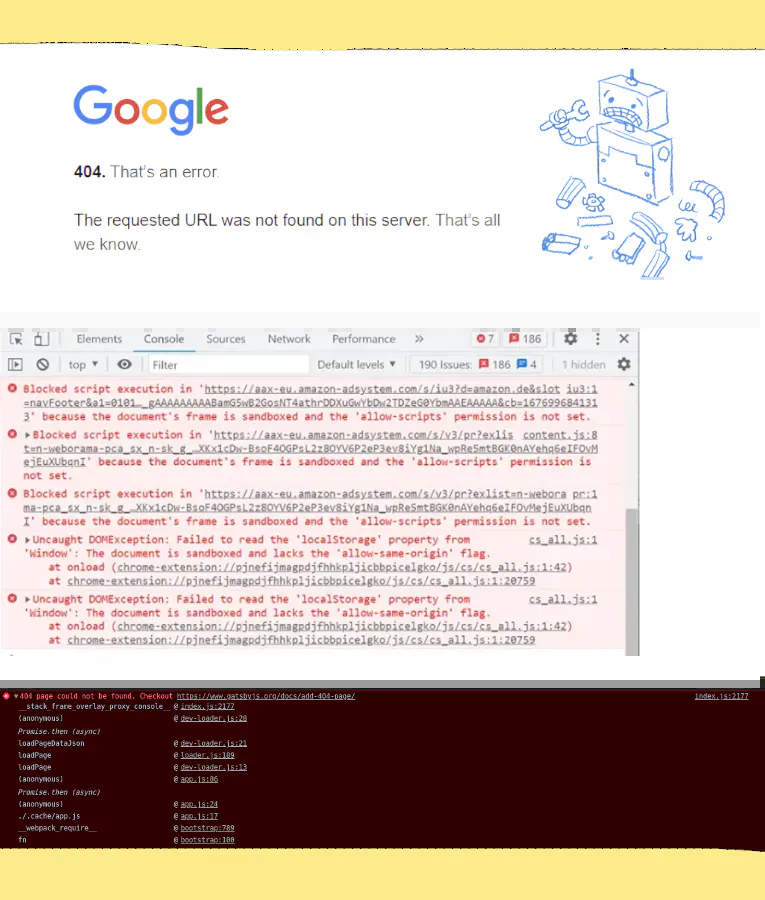 Google
404. That's an error.
The requested URL was not found on this server. That's all
we know.
Elements Console Sources Network Performance » 7 186
top ▼ Filter Default levels ▼ 190 Issues: 186 4 1 hidden
Blocked script execution in 'https://aax-eu.amazon-adsystem.com/s/iu3?d=amazon.de&slot iu3:1
=navFooter&a1=0101…_gAAAAAAAAABamG5wB2GosNT4athrDDXuGwYbDw2TDZeG0YbmAAEAAAAA&cb=167699684131
3' because the document's frame is sandboxed and the 'allow-scripts' permission is not set.
▸Blocked script execution in 'https://aax-eu.amazon-adsystem.com/s/v3/pr?exlis content.js:8
t=n-weborama-pca_sx_n-sk_g_…XKx1cDw-BsoF4OGPsL2z8OYV6P2eP3ev8iYg1Na_wpRe5mtBGK0nAYehq6eIFOvM
ejEuXUbqnI' because the document's frame is sandboxed and the 'allow-scripts' permission is
not set.
Blocked script execution in 'https://aax-eu.amazon-adsystem.com/s/v3/pr?exlist=n-webora pr:1
ma-pca_sx_n-sk_g_…XKx1cDw-BsoF4OGPsL2z8OYV6P2eP3ev8iYg1Na_wpRe5mtBGK0nAYehq6eIFOvMejEuXUbqn
I' because the document's frame is sandboxed and the 'allow-scripts' permission is not set.
▸Uncaught DOMException: Failed to read the 'localStorage' property from cs_all.js:1
'Window': The document is sandboxed and lacks the 'allow-same-origin' flag.
at onload (chrome-extension://pjnefijmagpdjfhhkpljicbbpicelgko/js/cs/cs_all.js:1:42)
at chrome-extension://pjnefijmagpdjfhhkpljicbbpicelgko/js/cs/cs_all.js:1:20759
▸Uncaught DOMException: Failed to read the 'localStorage' property from cs_all.js:1
'Window': The document is sandboxed and lacks the 'allow-same-origin' flag.
at onload (chrome-extension://pjnefijmagpdjfhhkpljicbbpicelgko/js/cs/cs_all.js:1:42)
at chrome-extension://pjnefijmagpdjfhhkpljicbbpicelgko/js/cs/cs_all.js:1:20759
▼404 page could not be found. Checkout https://www.gatsbyjs.org/docs/add-404-page/ index.js:2177
__stack_frame_overlay_proxy_console__ @ index.js:2177
(anonymous) @ dev-loader.js:28
Promise.then (async)
loadPageDataJson @ dev-loader.js:21
loadPage @ loader.js:189
loadPage @ dev-loader.js:13
(anonymous) @ app.js:86
Promise.then (async)
(anonymous) @ app.js:24
./.cache/app.js @ app.js:17
__webpack_require__ @ bootstrap:789
fn @ bootstrap:100